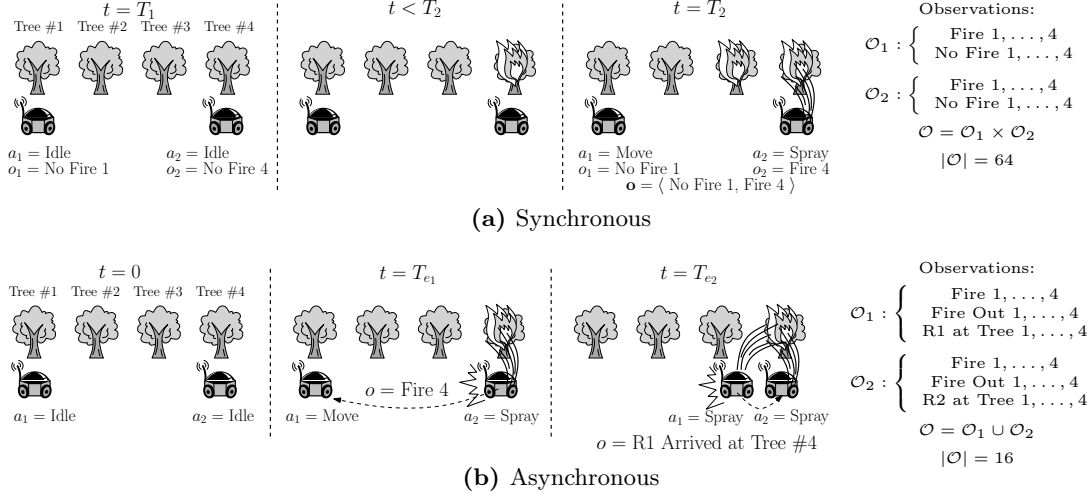 t = T₁
t < T₂
t = T₂
Tree #1 Tree #2 Tree #3 Tree #4
a₁ = Idle
o₁ = No Fire 1
a₂ = Idle
o₂ = No Fire 4
a₁ = Move
o₁ = No Fire 1
a₂ = Spray
o₂ = Fire 4
𝐨 = ⟨ No Fire 1, Fire 4 ⟩
Observations:
𝒪₁ : { Fire 1, . . . , 4
No Fire 1, . . . , 4
𝒪₂ : { Fire 1, . . . , 4
No Fire 1, . . . , 4
𝒪 = 𝒪₁ × 𝒪₂
|𝒪| = 64
(a) Synchronous
t = 0
t = T_{e₁}
t = T_{e₂}
Tree #1 Tree #2 Tree #3 Tree #4
a₁ = Idle
a₂ = Idle
o = Fire 4
a₁ = Move
a₂ = Spray
a₁ = Spray
a₂ = Spray
o = R1 Arrived at Tree #4
Observations:
𝒪₁ : { Fire 1, . . . , 4
Fire Out 1, . . . , 4
R1 at Tree 1, . . . , 4
𝒪₂ : { Fire 1, . . . , 4
Fire Out 1, . . . , 4
R2 at Tree 1, . . . , 4
𝒪 = 𝒪₁ ∪ 𝒪₂
|𝒪| = 16
(b) Asynchronous